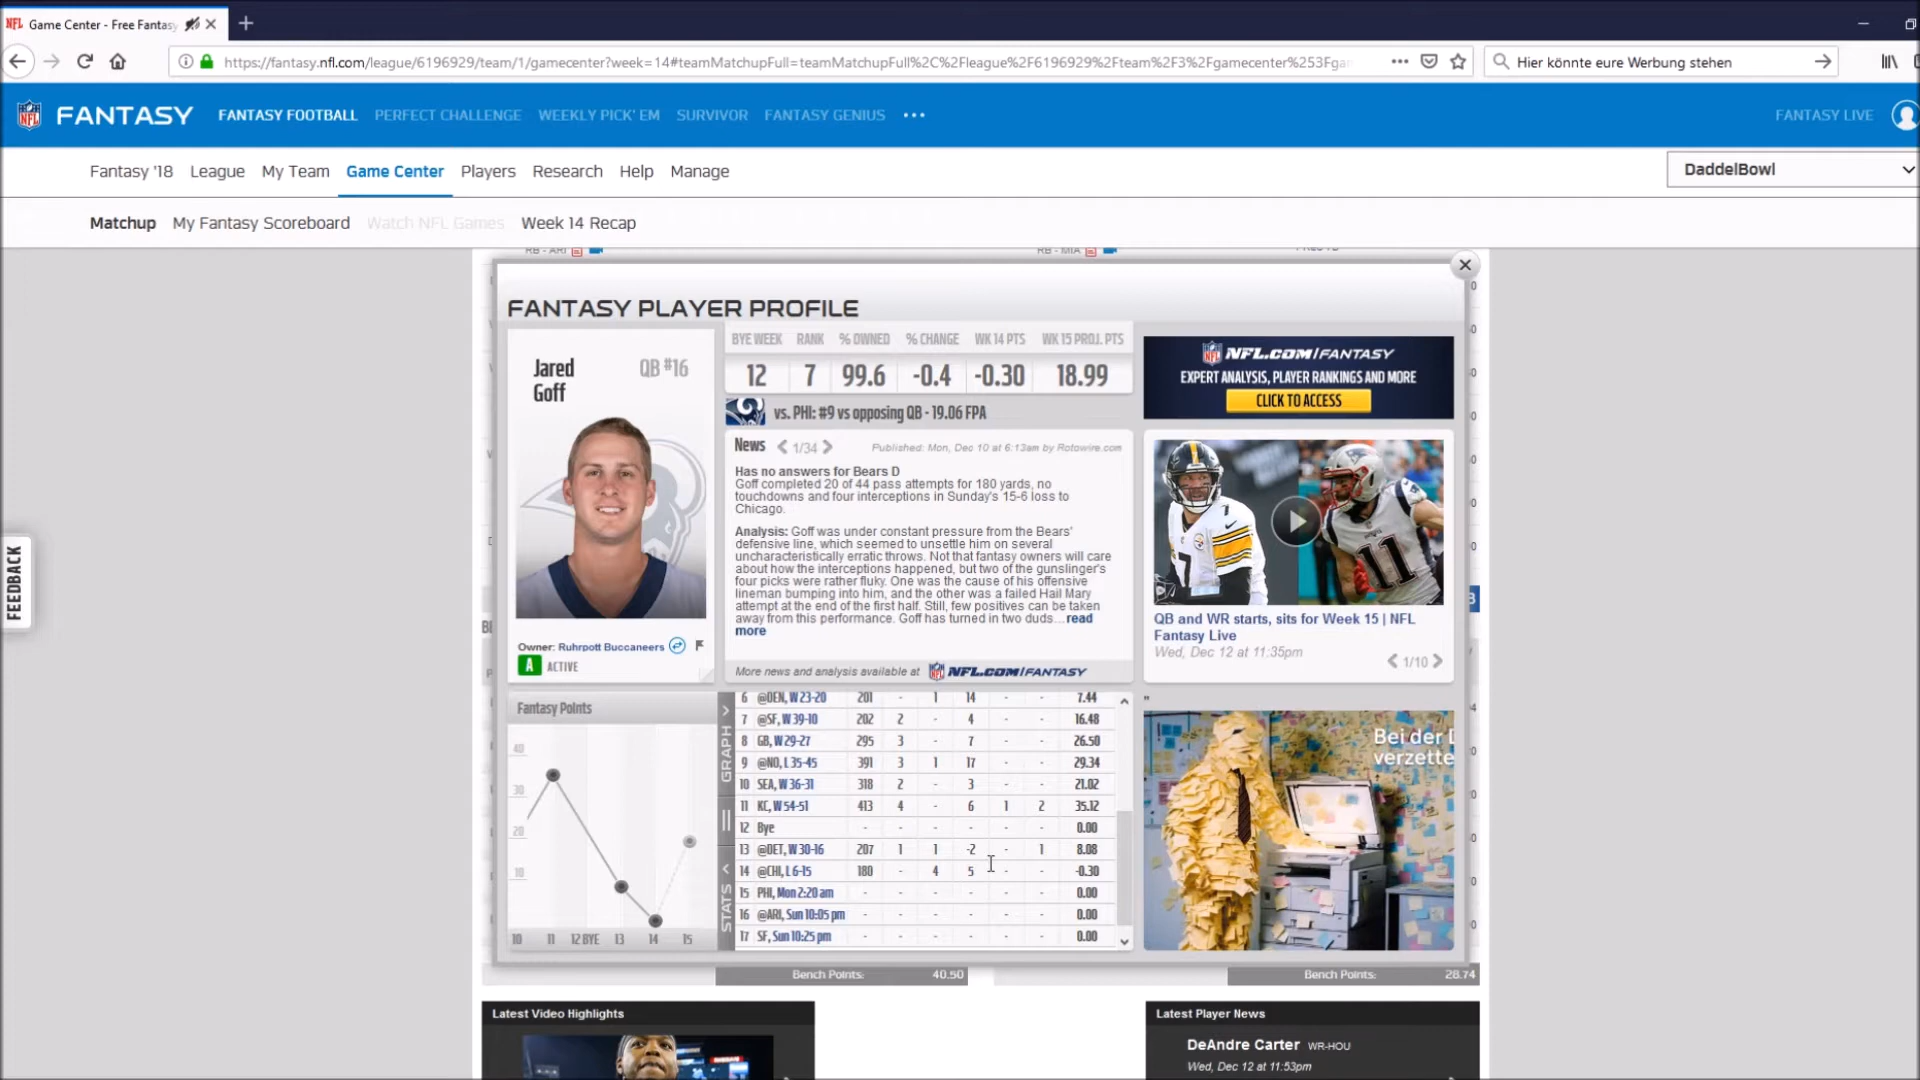 NFL Game Center - Free Fantasy
https://fantasy.nfl.com/league/6196929/team/1/gamecenter?week=14#teamMatchupFull=teamMatchupFull%2C%2Fleague%2F6196929%2Fteam%2F3%2Fgamecenter%253Fga
Hier könnte eure Werbung stehen
FANTASY FANTASY FOOTBALL PERFECT CHALLENGE WEEKLY PICK' EM SURVIVOR FANTASY GENIUS ••• FANTASY LIVE
Fantasy '18 League My Team Game Center Players Research Help Manage DaddelBowl
Matchup My Fantasy Scoreboard Watch NFL Games Week 14 Recap
RB - ARI RB - MIA
FANTASY PLAYER PROFILE
Jared Goff
QB #16
BYE WEEK RANK % OWNED % CHANGE WK 14 PTS WK 15 PROJ. PTS
12 7 99.6 -0.4 -0.30 18.99
vs. PHI: #9 vs opposing QB - 19.06 FPA
News 1/34 Published: Mon, Dec 10 at 6:13am by Rotowire.com
Has no answers for Bears D
Goff completed 20 of 44 pass attempts for 180 yards, no
touchdowns and four interceptions in Sunday's 15-6 loss to
Chicago.
Analysis: Goff was under constant pressure from the Bears'
defensive line, which seemed to unsettle him on several
uncharacteristically erratic throws. Not that fantasy owners will care
about how the interceptions happened, but two of the gunslinger's
four picks were rather fluky. One was the cause of his offensive
lineman bumping into him, and the other was a failed Hail Mary
attempt at the end of the first half. Still, few positives can be taken
away from this performance. Goff has turned in two duds... read
more
More news and analysis available at NFL.COM/FANTASY
Owner: Ruhrpott Buccaneers
A ACTIVE
NFL.COM/FANTASY
EXPERT ANALYSIS, PLAYER RANKINGS AND MORE
CLICK TO ACCESS
7
11
QB and WR starts, sits for Week 15 | NFL
Fantasy Live
Wed, Dec 12 at 11:35pm
1/10
FEEDBACK
Fantasy Points
40
30
20
10
10 11 12 BYE 13 14 15
GRAPH
STATS
6 @DEN, W 23-20 201 - 1 14 - - 7.44
7 @SF, W 39-10 202 2 - 4 - - 16.48
8 GB, W 29-27 295 3 - 7 - - 26.50
9 @NO, L 35-45 391 3 1 17 - - 29.34
10 SEA, W 36-31 318 2 - 3 - - 21.02
11 KC, W 54-51 413 4 - 6 1 2 35.12
12 Bye - - - - - - 0.00
13 @DET, W 30-16 207 1 1 -2 - 1 8.08
14 @CHI, L 6-15 180 - 4 5 - - -0.30
15 PHI, Mon 2:20 am - - - - - - 0.00
16 @ARI, Sun 10:05 pm - - - - - - 0.00
17 SF, Sun 10:25 pm - - - - - - 0.00
Bei der
verzette
Bench Points: 40.50 Bench Points: 28.74
Latest Video Highlights
Latest Player News
DeAndre Carter WR-HOU
Wed, Dec 12 at 11:53pm